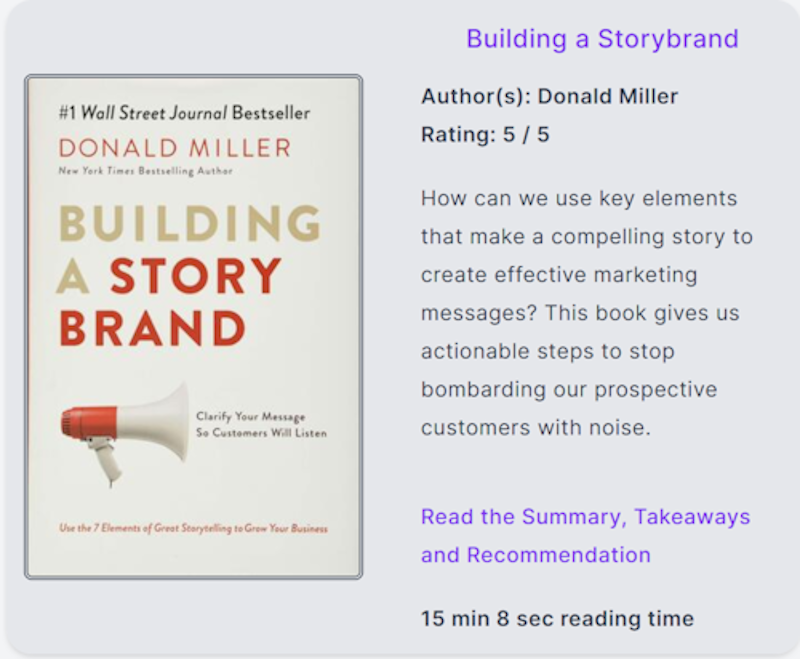 Building a Storybrand
#1 Wall Street Journal Bestseller
DONALD MILLER
New York Times Bestselling Author
BUILDING
A STORY
BRAND
Clarify Your Message
So Customers Will Listen
Use the 7 Elements of Great Storytelling to Grow Your Business
Author(s): Donald Miller
Rating: 5 / 5
How can we use key elements
that make a compelling story to
create effective marketing
messages? This book gives us
actionable steps to stop
bombarding our prospective
customers with noise.
Read the Summary, Takeaways
and Recommendation
15 min 8 sec reading time